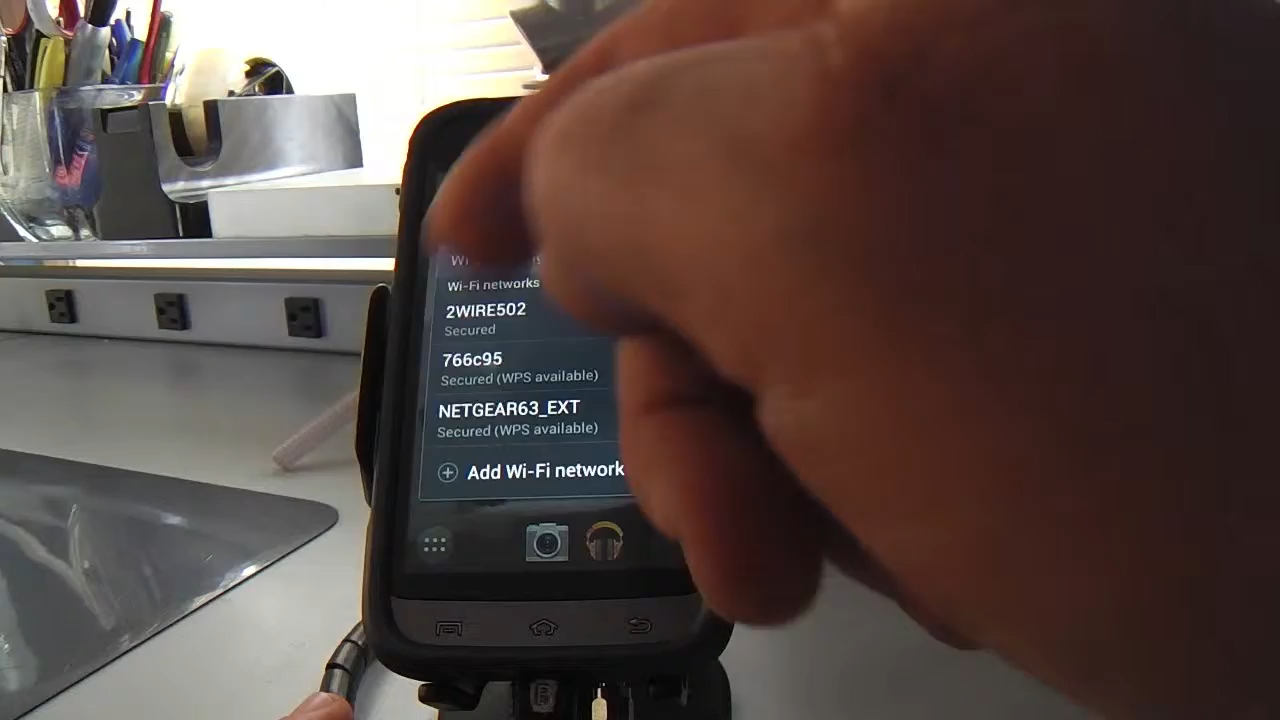 Wi-Fi networks
2WIRE502
Secured
766c95
Secured (WPS available)
NETGEAR63_EXT
Secured (WPS available)
Add Wi-Fi network